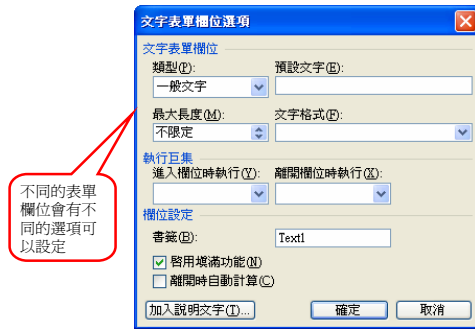 文字表單欄位選項
文字表單欄位
類型(P): 預設文字(E):
一般文字
最大長度(M): 文字格式(F):
不限定
執行巨集
進入欄位時執行(Y): 離開欄位時執行(X):
欄位設定
書籤(B): Text1
啓用填滿功能(N)
離開時自動計算(C)
加入說明文字(T)... 確定 取消
不同的表單
欄位會有不
同的選項可
以設定